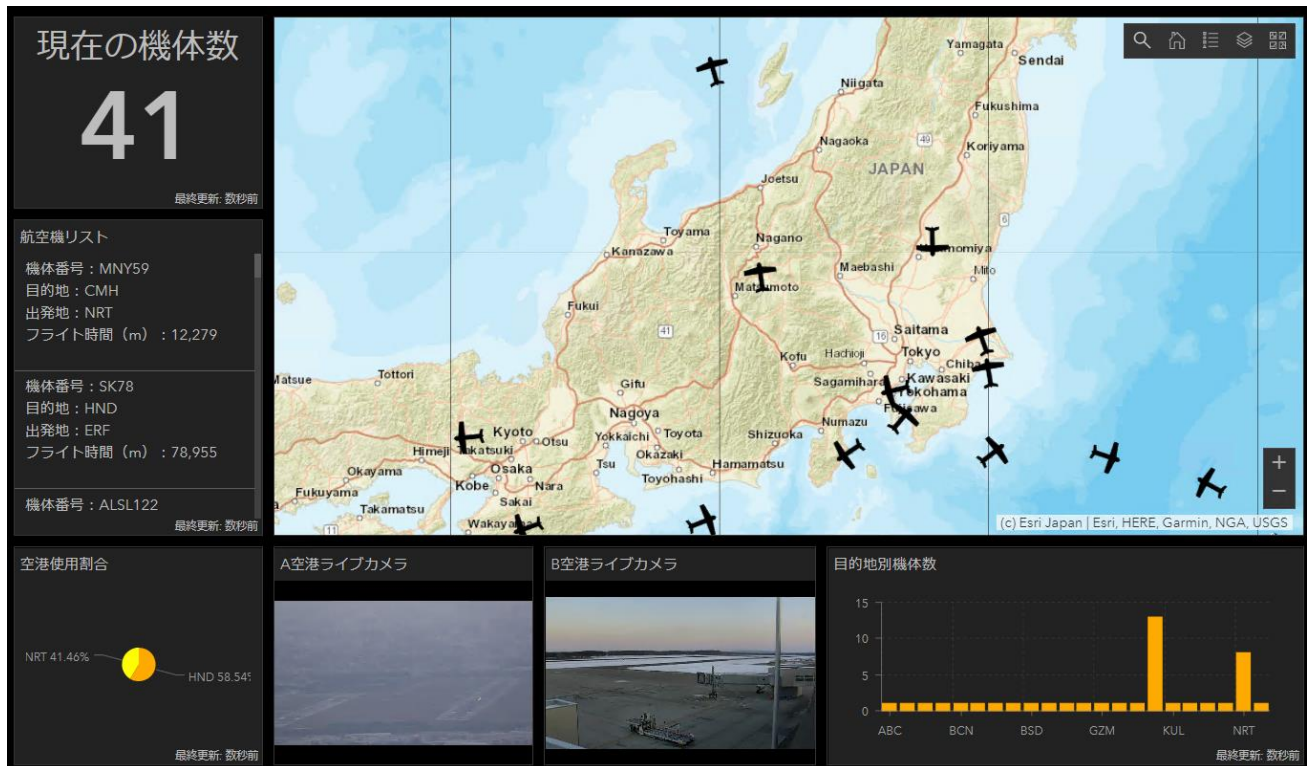 現在の機体数
41
最終更新: 数秒前
航空機リスト
機体番号：MNY59
目的地：CMH
出発地：NRT
フライト時間（m）：12,279
機体番号：SK78
目的地：HND
出発地：ERF
フライト時間（m）：78,955
機体番号：ALSL122
最終更新: 数秒前
Yamagata
Sendai
Niigata
Fukushima
Nagaoka
49
Koriyama
JAPAN
Joetsu
6
Toyama
Nagano
Kanazawa
Maebashi
Mito
Fukui
41
16
Saitama
Kofu
Hachioji
Tokyo
Tottori
Gifu
Sagamihara
Kawasaki
Nagoya
Numazu
Kyoto
Otsu
Yokkaichi
Toyota
Shizuoka
Himeji
Okazaki
Okayama
Osaka
Tsu
Hamamatsu
Kobe
Nara
Toyohashi
Fukuyama
Sakai
Takamatsu
11
+
−
(c) Esri Japan | Esri, HERE, Garmin, NGA, USGS
空港使用割合
NRT 41.46%
HND 58.54
最終更新: 数秒前
A空港ライブカメラ
B空港ライブカメラ
目的地別機体数
15
10
5
0
ABC
BCN
BSD
GZM
KUL
NRT
最終更新: 数秒前